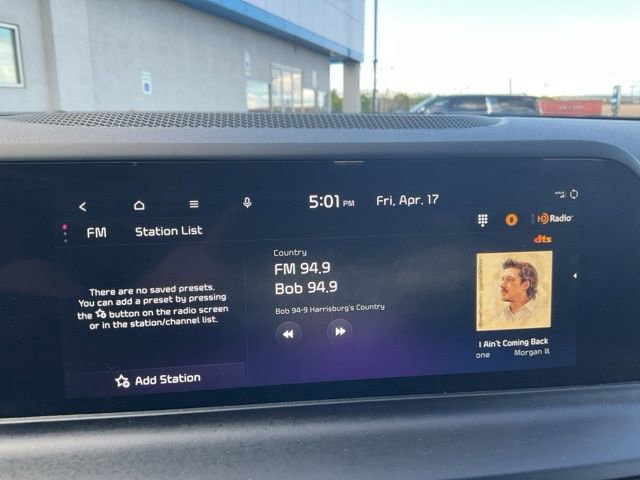 5:01 PM Fri, Apr. 17
FM Station List
HD Radio
dts
Country
FM 94.9
Bob 94.9
Bob 94-9 Harrisburg's Country
There are no saved presets.
You can add a preset by pressing
the button on the radio screen
or in the station/channel list.
Add Station
I Ain't Coming Back
one Morgan W